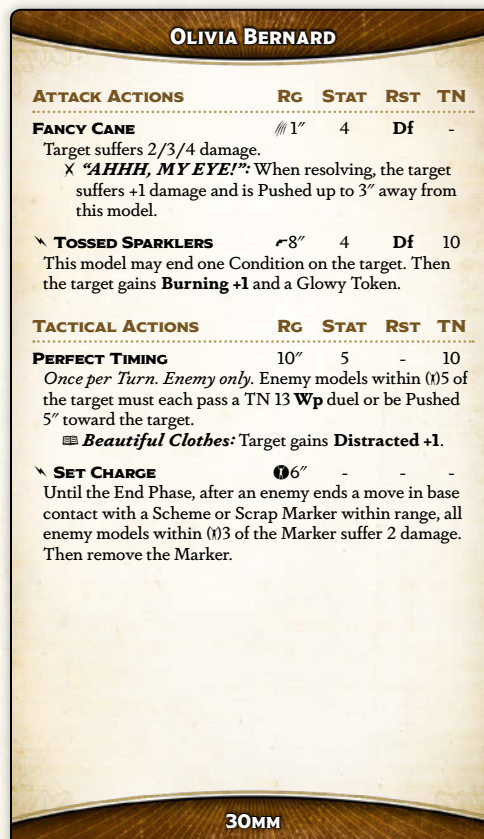 OLIVIA BERNARD
ATTACK ACTIONS RG STAT RST TN
FANCY CANE 1″ 4 Df -
Target suffers 2/3/4 damage.
"AHHH, MY EYE!": When resolving, the target
suffers +1 damage and is Pushed up to 3″ away from
this model.
TOSSED SPARKLERS 8″ 4 Df 10
This model may end one Condition on the target. Then
the target gains Burning +1 and a Glowy Token.
TACTICAL ACTIONS RG STAT RST TN
PERFECT TIMING 10″ 5 - 10
Once per Turn. Enemy only. Enemy models within 5 of
the target must each pass a TN 13 Wp duel or be Pushed
5″ toward the target.
Beautiful Clothes: Target gains Distracted +1.
SET CHARGE 6″ - - -
Until the End Phase, after an enemy ends a move in base
contact with a Scheme or Scrap Marker within range, all
enemy models within 3 of the Marker suffer 2 damage.
Then remove the Marker.
30MM